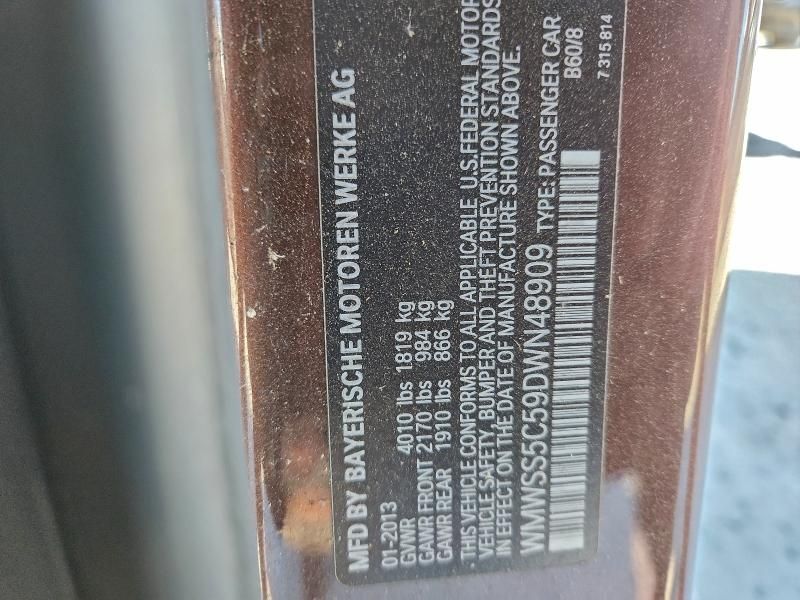 MFD BY BAYERISCHE MOTOREN WERKE AG
01-2013
GVWR 4010 lbs 1819 kg
GAWR FRONT 2170 lbs 984 kg
GAWR REAR 1910 lbs 866 kg
- THIS VEHICLE CONFORMS TO ALL APPLICABLE U.S. FEDERAL MOTOR
VEHICLE SAFETY, BUMPER AND THEFT PREVENTION STANDARDS
IN EFFECT ON THE DATE OF MANUFACTURE SHOWN ABOVE.
WMWSS5C59DWN48909 TYPE: PASSENGER CAR
B60/8
7 315 814